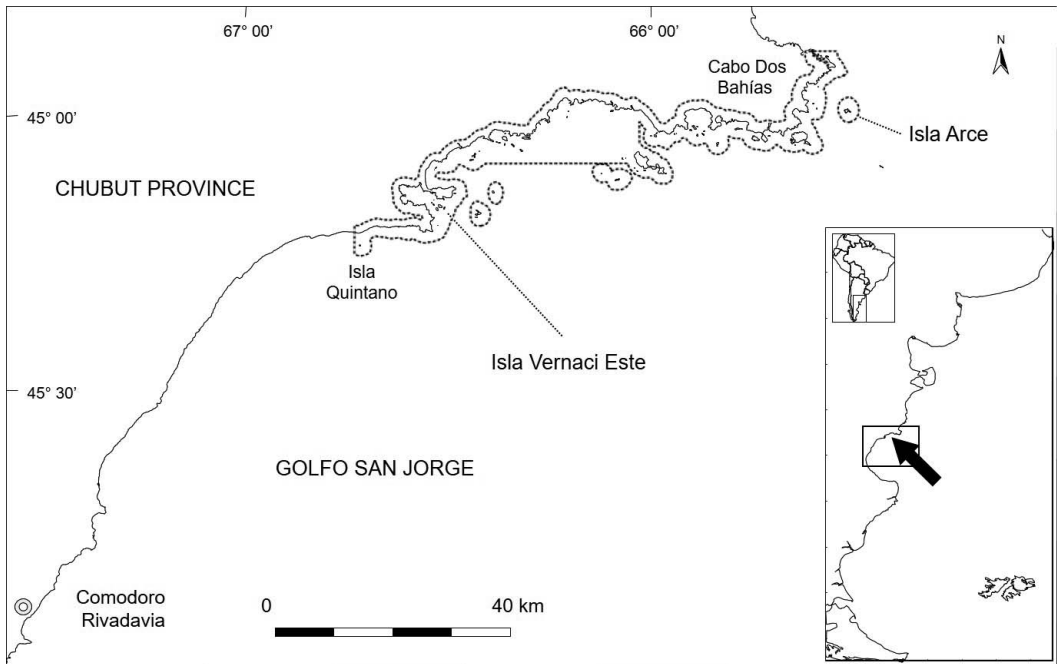 67° 00’
66° 00’
N
Cabo Dos
Bahías
45° 00’
Isla Arce
CHUBUT PROVINCE
Isla
Quintano
Isla Vernaci Este
45° 30’
GOLFO SAN JORGE
Comodoro
Rivadavia
0
40 km